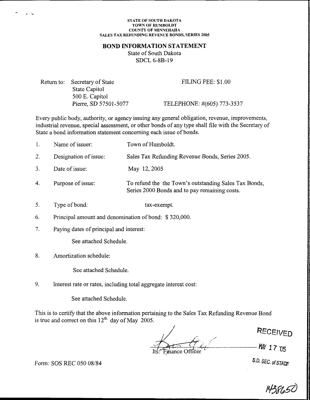 STATE OF SOUTH DAKOTA
TOWN OF HUMBOLDT
COUNTY OF MINNEHAHA
SALES TAX REFUNDING REVENUE BONDS, SERIES 2005
BOND INFORMATION STATEMENT
State of South Dakota
SDCL 6-8B-19
Return to: Secretary of State FILING FEE: $1.00
State Capitol
500 E. Capitol
Pierre, SD 57501-5077 TELEPHONE: #(605) 773-3537
Every public body, authority, or agency issuing any general obligation, revenue, improvements,
industrial revenue, special assessment, or other bonds of any type shall file with the Secretary of
State a bond information statement concerning each issue of bonds.
1. Name of issuer: Town of Humboldt.
2. Designation of issue: Sales Tax Refunding Revenue Bonds, Series 2005.
3. Date of issue: May 12, 2005
4. Purpose of issue: To refund the the Town's outstanding Sales Tax Bonds,
Series 2000 Bonds and to pay remaining costs.
5. Type of bond: tax-exempt.
6. Principal amount and denomination of bond: $ 320,000.
7. Paying dates of principal and interest:
See attached Schedule.
8. Amortization schedule:
See attached Schedule.
9. Interest rate or rates, including total aggregate interest cost:
See attached Schedule.
This is to certify that the above information pertaining to the Sales Tax Refunding Revenue Bond
is true and correct on this 12th day of May 2005.
RECEIVED
MAY 17 '05
S.D. SEC. of STATE
Its: Finance Officer
Form: SOS REC 050 08/84
1438650